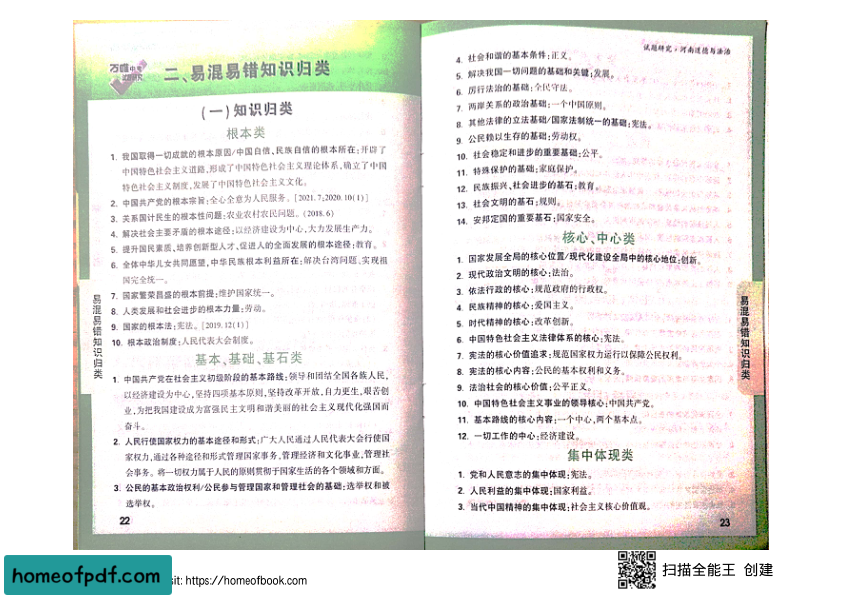 万唯中考
试题研究
二、易混易错知识归类
(一)知识归类
根本类
1. 我国取得一切成就的根本原因/中国自信、民族自信的根本所在:开辟了
中国特色社会主义道路,形成了中国特色社会主义理论体系,确立了中国
特色社会主义制度,发展了中国特色社会主义文化。
2. 中国共产党的根本宗旨:全心全意为人民服务。[2021.7;2020.10(1)]
3. 关系国计民生的根本性问题:农业农村农民问题。(2018.6)
4. 解决社会主要矛盾的根本途径:以经济建设为中心,大力发展生产力。
5. 提升国民素质,培养创新型人才,促进人的全面发展的根本途径:教育。
6. 全体中华儿女共同愿望,中华民族根本利益所在:解决台湾问题、实现祖
国完全统一。
7. 国家繁荣昌盛的根本前提:维护国家统一。
8. 人类发展和社会进步的根本力量:劳动。
9. 国家的根本法:宪法。[2019.12(1)]
10. 根本政治制度:人民代表大会制度。
基本、基础、基石类
1. 中国共产党在社会主义初级阶段的基本路线:领导和团结全国各族人民,
以经济建设为中心,坚持四项基本原则,坚持改革开放,自力更生,艰苦创
业,为把我国建设成为富强民主文明和谐美丽的社会主义现代化强国而
奋斗。
2. 人民行使国家权力的基本途径和形式:广大人民通过人民代表大会行使国
家权力,通过各种途径和形式管理国家事务,管理经济和文化事业,管理社
会事务。将一切权力属于人民的原则贯彻于国家生活的各个领域和方面。
3. 公民的基本政治权利/公民参与管理国家和管理社会的基础:选举权和被
选举权。
易混易错知识归类
22
试题研究·河南道德与法治
4. 社会和谐的基本条件:正义。
5. 解决我国一切问题的基础和关键:发展。
6. 厉行法治的基础:全民守法。
7. 两岸关系的政治基础:一个中国原则。
8. 其他法律的立法基础/国家法制统一的基础:宪法。
9. 公民赖以生存的基础:劳动权。
10. 社会稳定和进步的重要基础:公平。
11. 特殊保护的基础:家庭保护。
12. 民族振兴、社会进步的基石:教育。
13. 社会文明的基石:规则。
14. 安邦定国的重要基石:国家安全。
核心、中心类
1. 国家发展全局的核心位置/现代化建设全局中的核心地位:创新。
2. 现代政治文明的核心:法治。
3. 依法行政的核心:规范政府的行政权。
4. 民族精神的核心:爱国主义。
5. 时代精神的核心:改革创新。
6. 中国特色社会主义法律体系的核心:宪法。
7. 宪法的核心价值追求:规范国家权力运行以保障公民权利。
8. 宪法的核心内容:公民的基本权利和义务。
9. 法治社会的核心价值:公平正义。
10. 中国特色社会主义事业的领导核心:中国共产党。
11. 基本路线的核心内容:一个中心,两个基本点。
12. 一切工作的中心:经济建设。
集中体现类
1. 党和人民意志的集中体现:宪法。
2. 人民利益的集中体现:国家利益。
3. 当代中国精神的集中体现:社会主义核心价值观。
易混易错知识归类
23
homeofpdf.com
sit: https://homeofbook.com
扫描全能王 创建